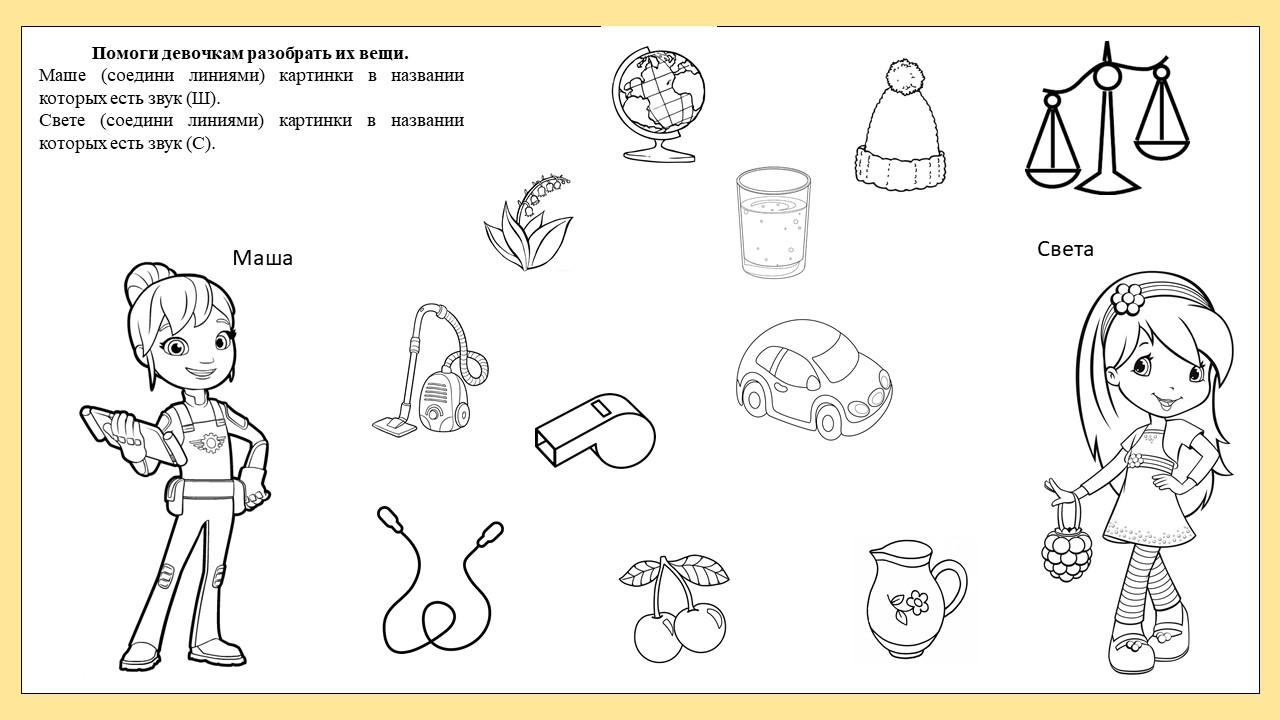 Помоги девочкам разобрать их вещи.
Маше (соедини линиями) картинки в названии
которых есть звук (Ш).
Свете (соедини линиями) картинки в названии
которых есть звук (С).
Маша
Света